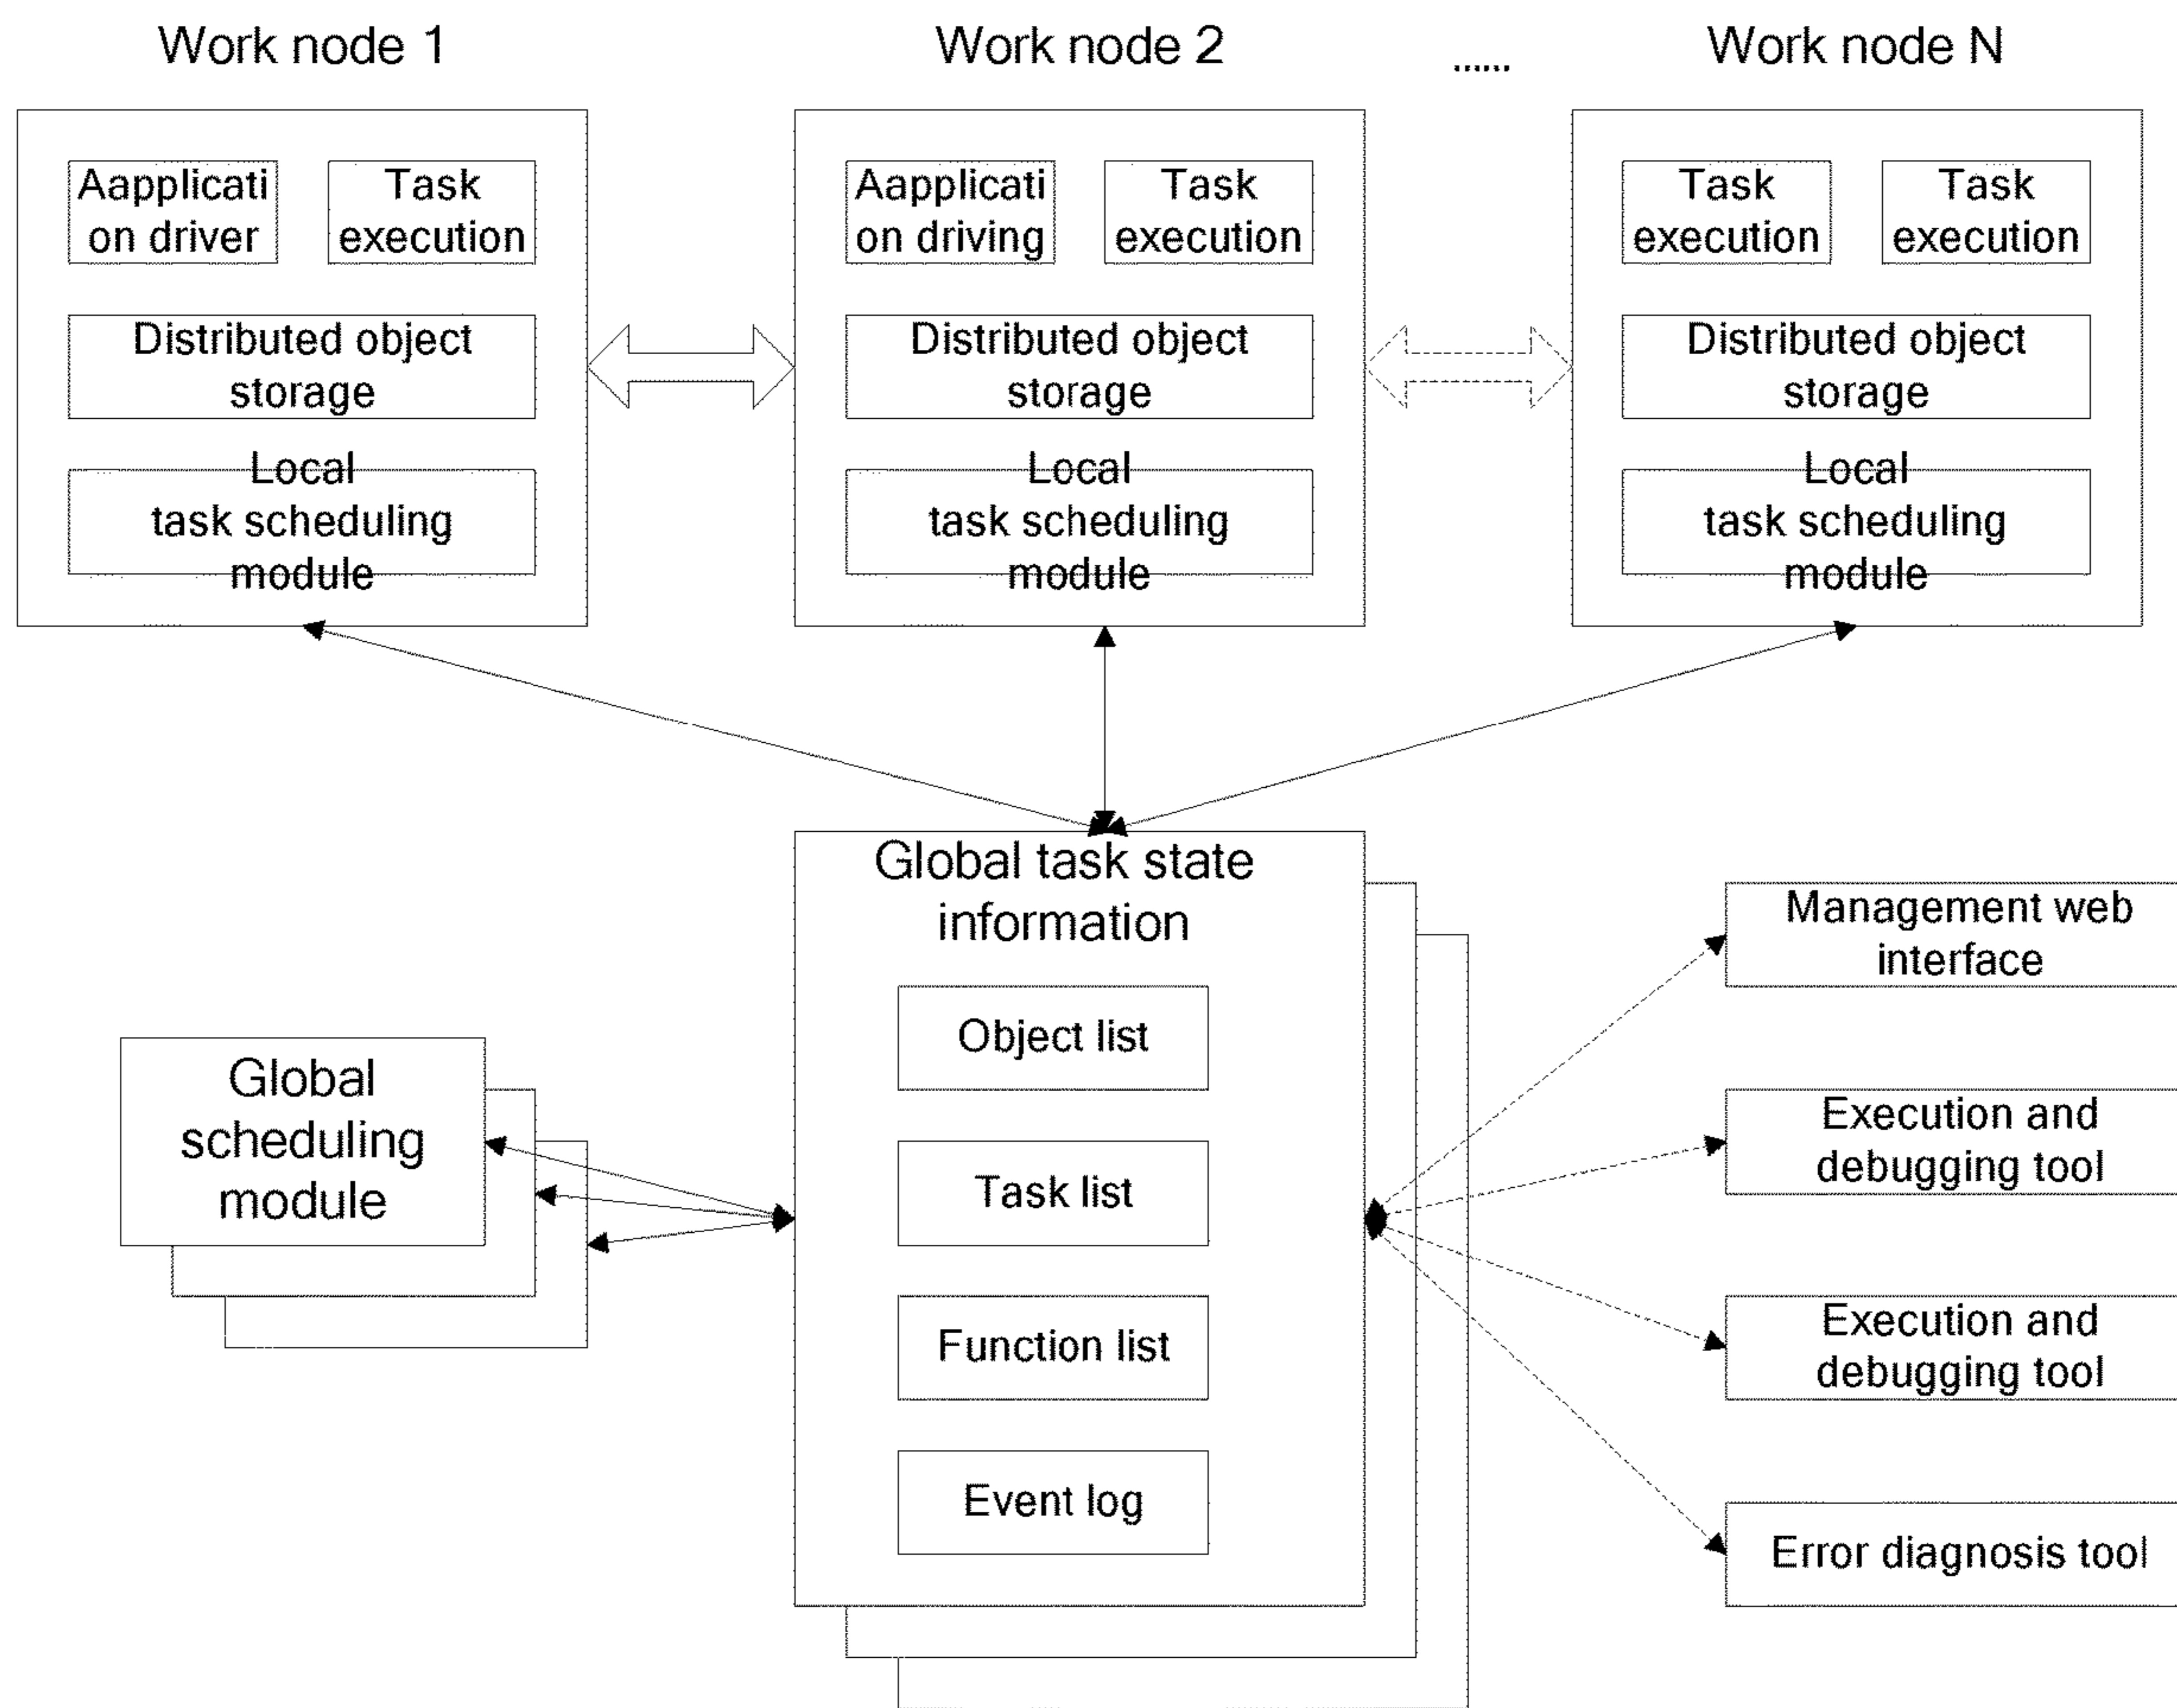 Work node 1
Work node 2
......
Work node N
Aapplicati
on driver
Task
execution
Distributed object
storage
Local
task scheduling
module
Aapplicati
on driving
Task
execution
Distributed object
storage
Local
task scheduling
module
Task
execution
Task
execution
Distributed object
storage
Local
task scheduling
module
Global task state
information
Object list
Task list
Function list
Event log
Global
scheduling
module
Management web
interface
Execution and
debugging tool
Execution and
debugging tool
Error diagnosis tool